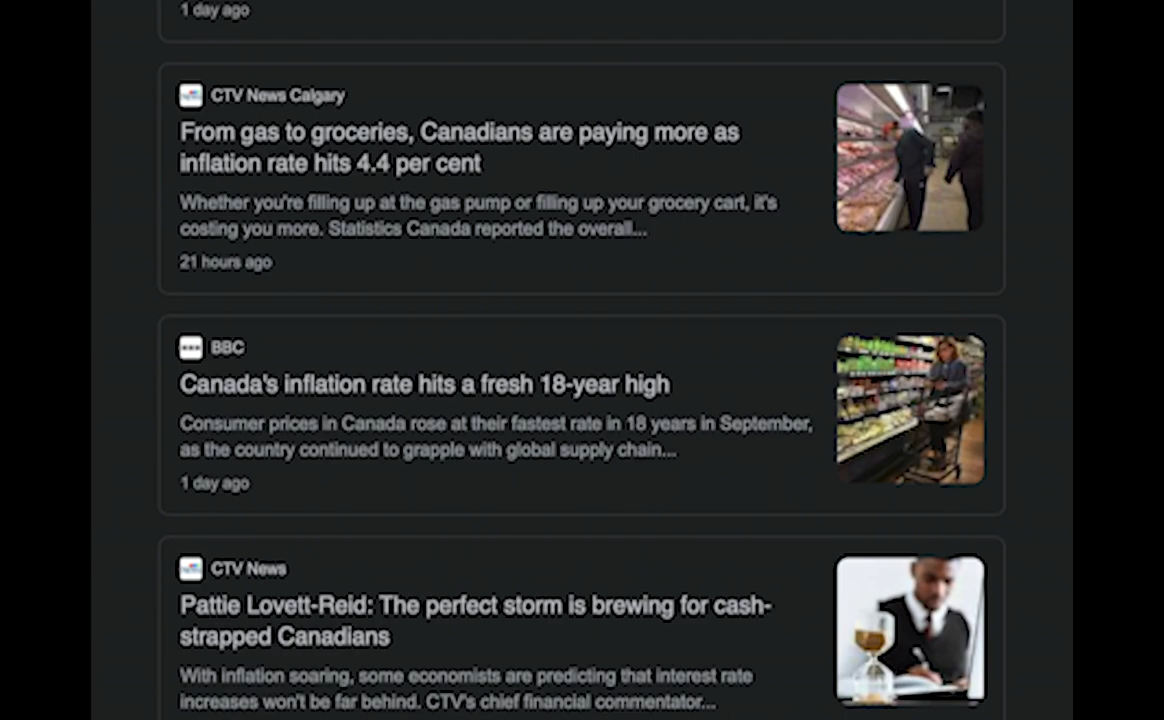 1 day ago
CTV News Calgary
From gas to groceries, Canadians are paying more as
inflation rate hits 4.4 per cent
Whether you're filling up at the gas pump or filling up your grocery cart, it's
costing you more. Statistics Canada reported the overall...
21 hours ago
BBC
Canada's inflation rate hits a fresh 18-year high
Consumer prices in Canada rose at their fastest rate in 18 years in September,
as the country continued to grapple with global supply chain...
1 day ago
CTV News
Pattie Lovett-Reid: The perfect storm is brewing for cash-
strapped Canadians
With inflation soaring, some economists are predicting that interest rate
increases won't be far behind. CTV's chief financial commentator...